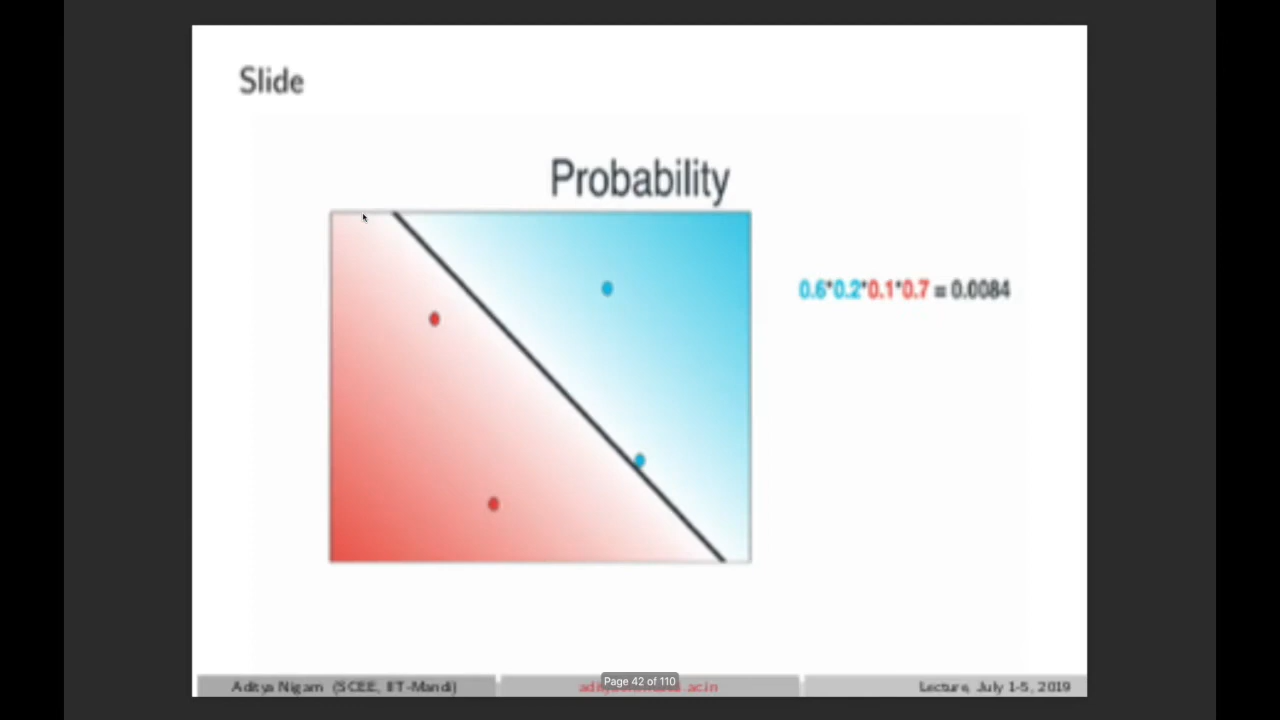 Slide
Probability
0.6*0.2*0.1*0.7 = 0.0084
Aditya Nigam (SCEE, IIT-Mandi)
Page 42 of 110
Lecture, July 1-5, 2019